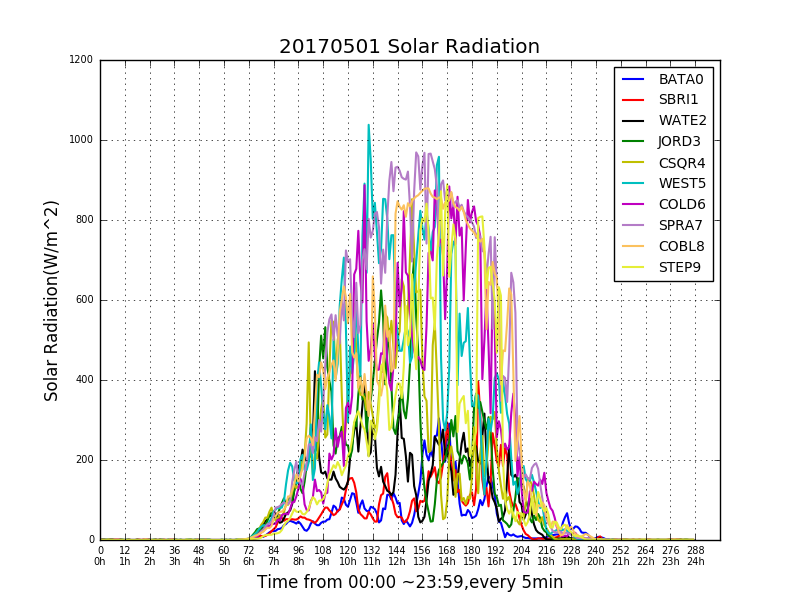 20170501 Solar Radiation
1200
1000
800
600
400
200
0
Solar Radiation(W/m^2)
BATA0
SBRI1
WATE2
JORD3
CSQR4
WEST5
COLD6
SPRA7
COBL8
STEP9
0 12 24 36 48 60 72 84 96 108 120 132 144 156 168 180 192 204 216 228 240 252 264 276 288
0h 1h 2h 3h 4h 5h 6h 7h 8h 9h 10h 11h 12h 13h 14h 15h 16h 17h 18h 19h 20h 21h 22h 23h 24h
Time from 00:00 ~23:59,every 5min